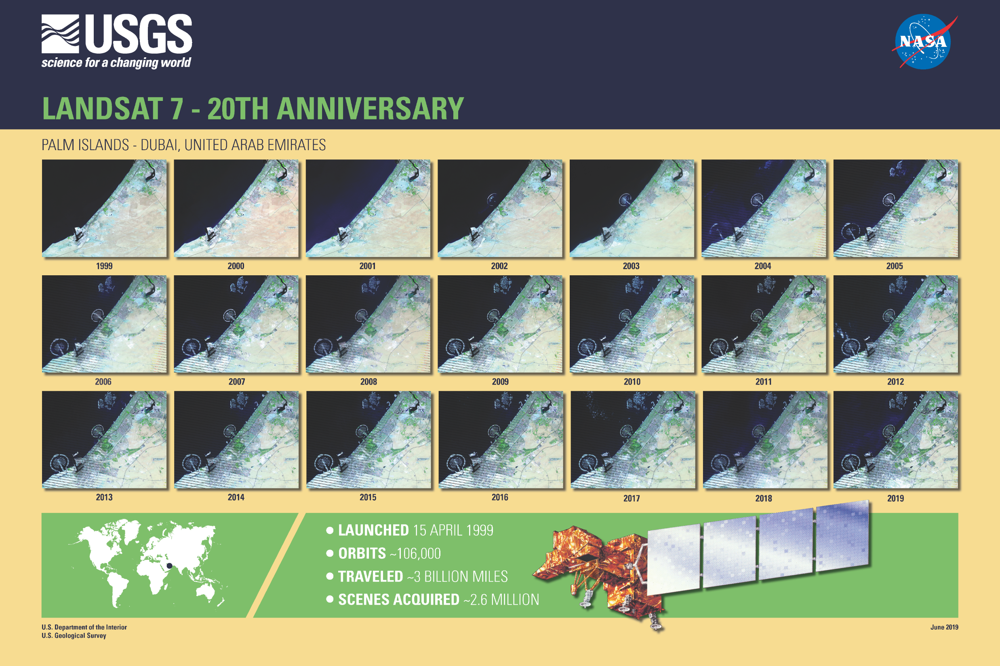 USGS
science for a changing world
NASA
LANDSAT 7 - 20TH ANNIVERSARY
PALM ISLANDS - DUBAI, UNITED ARAB EMIRATES
1999 2000 2001 2002 2003 2004 2005
2006 2007 2008 2009 2010 2011 2012
2013 2014 2015 2016 2017 2018 2019
• LAUNCHED 15 APRIL 1999
• ORBITS ~106,000
• TRAVELED ~3 BILLION MILES
• SCENES ACQUIRED ~2.6 MILLION
U.S. Department of the Interior
U.S. Geological Survey
June 2019